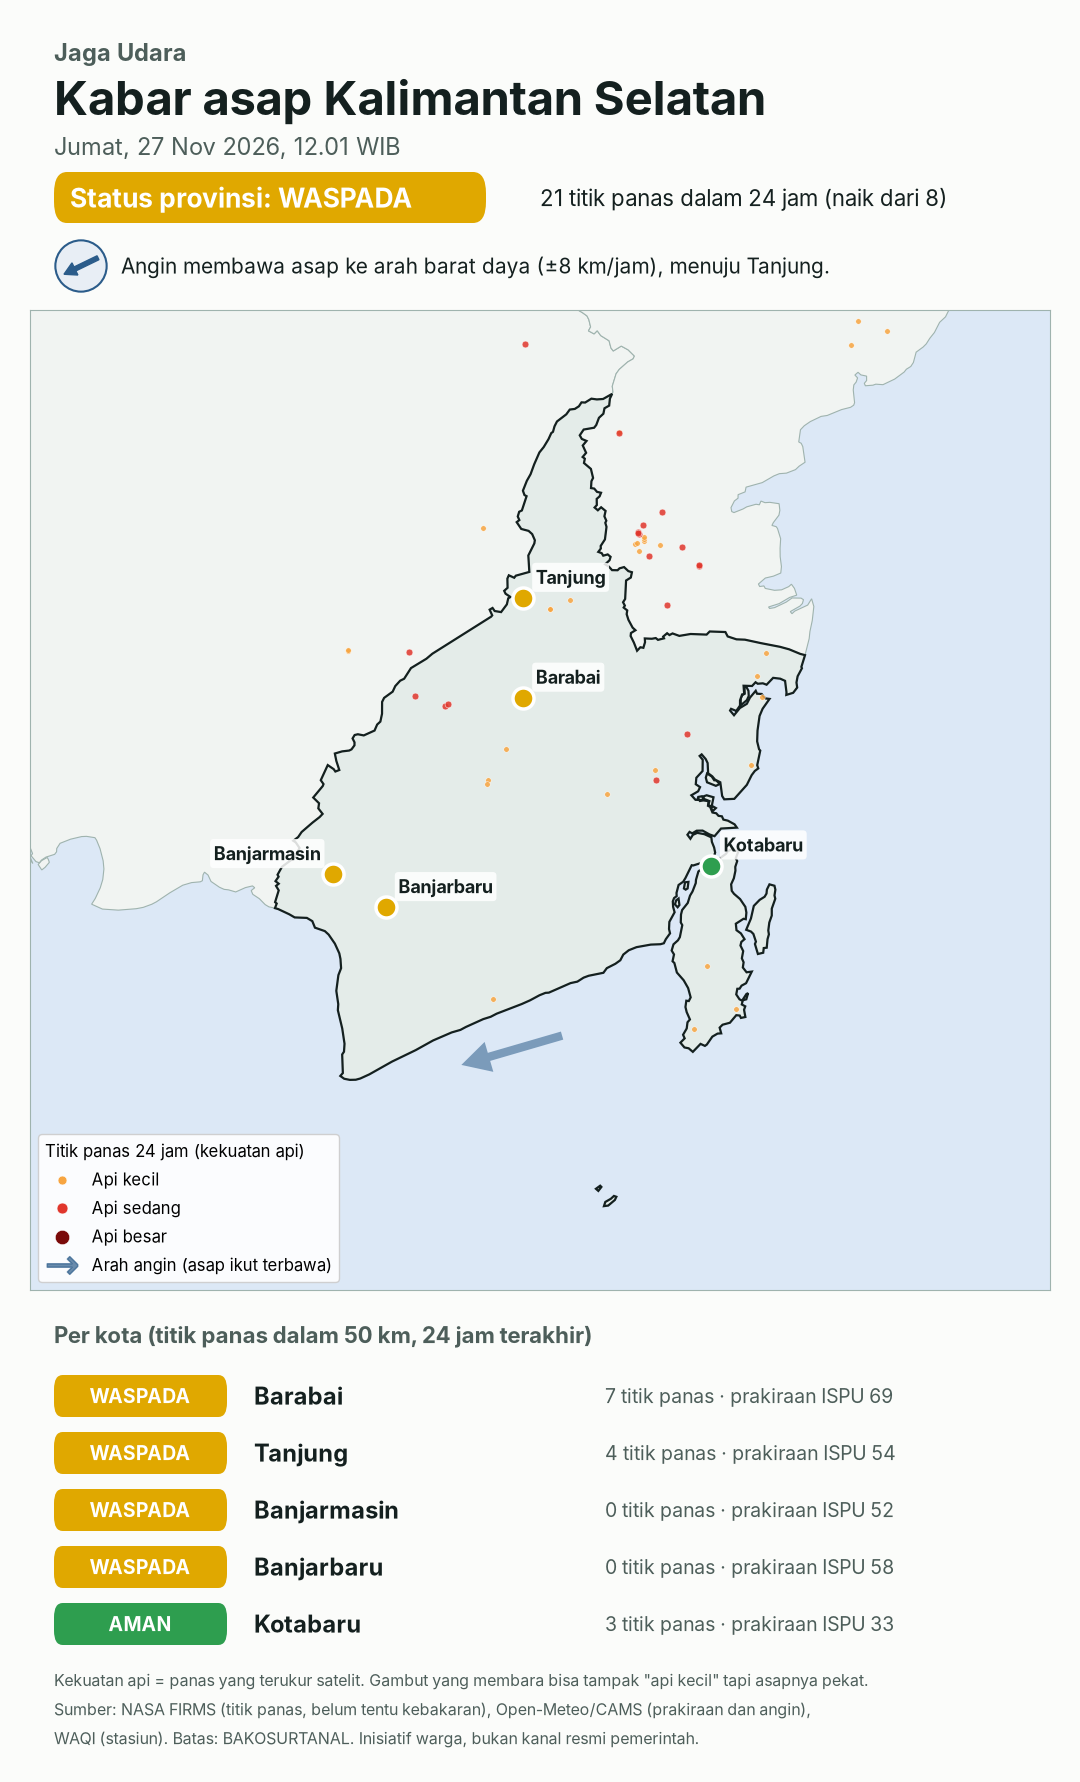 Jaga Udara
Kabar asap Kalimantan Selatan
Jumat, 27 Nov 2026, 12.01 WIB
Status provinsi: WASPADA
21 titik panas dalam 24 jam (naik dari 8)
Angin membawa asap ke arah barat daya (±8 km/jam), menuju Tanjung.
Tanjung
Barabai
Kotabaru
Banjarmasin
Banjarbaru
Titik panas 24 jam (kekuatan api)
Api kecil
Api sedang
Api besar
Arah angin (asap ikut terbawa)
Per kota (titik panas dalam 50 km, 24 jam terakhir)
WASPADA Barabai 7 titik panas · prakiraan ISPU 69
WASPADA Tanjung 4 titik panas · prakiraan ISPU 54
WASPADA Banjarmasin 0 titik panas · prakiraan ISPU 52
WASPADA Banjarbaru 0 titik panas · prakiraan ISPU 58
AMAN Kotabaru 3 titik panas · prakiraan ISPU 33
Kekuatan api = panas yang terukur satelit. Gambut yang membara bisa tampak "api kecil" tapi asapnya pekat.
Sumber: NASA FIRMS (titik panas, belum tentu kebakaran), Open-Meteo/CAMS (prakiraan dan angin),
WAQI (stasiun). Batas: BAKOSURTANAL. Inisiatif warga, bukan kanal resmi pemerintah.